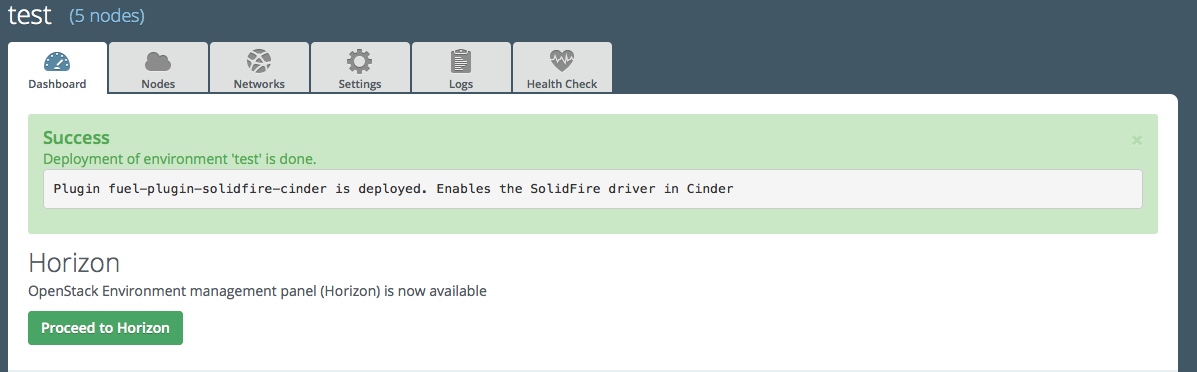 test (5 nodes)
Dashboard Nodes Networks Settings Logs Health Check
Success ×
Deployment of environment 'test' is done.
Plugin fuel-plugin-solidfire-cinder is deployed. Enables the SolidFire driver in Cinder
Horizon
OpenStack Environment management panel (Horizon) is now available
Proceed to Horizon